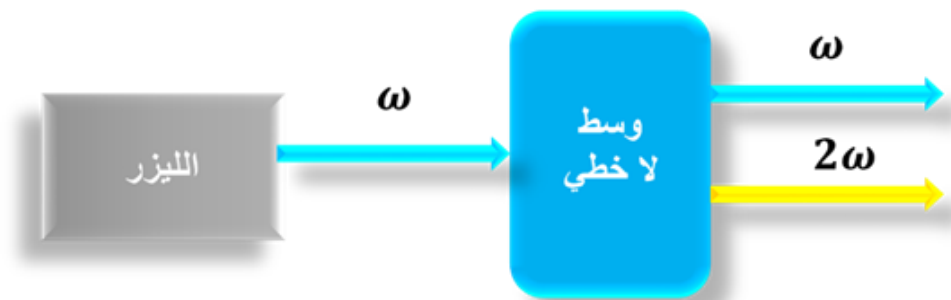 الليزر
ω
وسط
لا خطي
ω
2ω